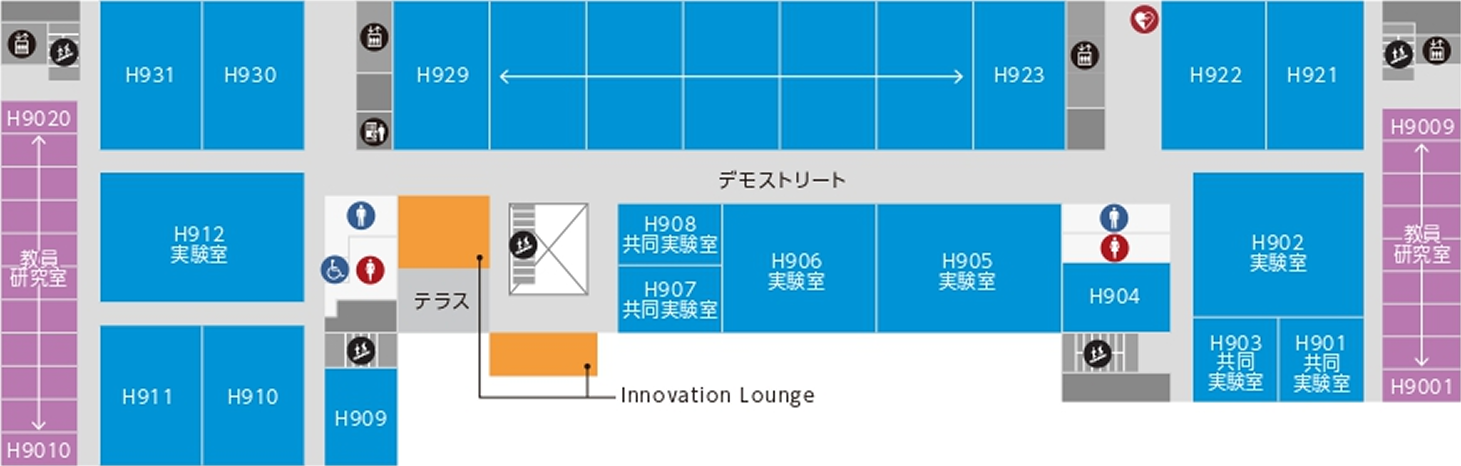 H931
H930
H929
H923
H922
H921
H9020
H9009
デモストリート
H912
実験室
教員
研究室
H908
共同実験室
H907
共同実験室
H906
実験室
H905
実験室
H904
H902
実験室
教員
研究室
テラス
H903
共同
実験室
H901
共同
実験室
H9001
H911
H910
H909
Innovation Lounge
H9010